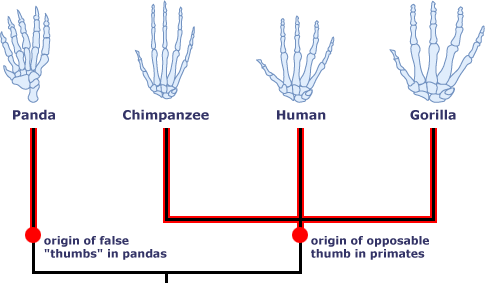 Panda
Chimpanzee
Human
Gorilla
origin of false
"thumbs" in pandas
origin of opposable
thumb in primates